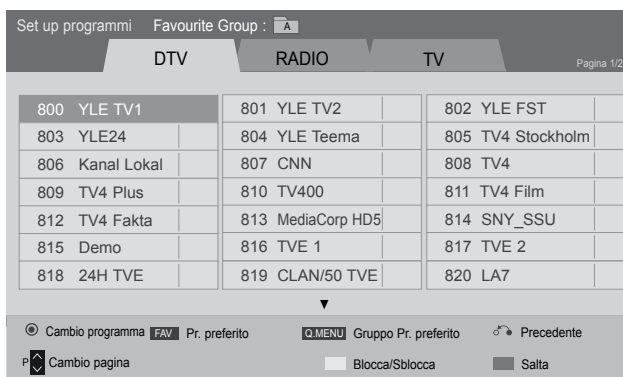 Set up programmi Favourite Group : A
DTV RADIO TV Pagina 1/2
800 YLE TV1 801 YLE TV2 802 YLE FST
803 YLE24 804 YLE Teema 805 TV4 Stockholm
806 Kanal Lokal 807 CNN 808 TV4
809 TV4 Plus 810 TV400 811 TV4 Film
812 TV4 Fakta 813 MediaCorp HD5 814 SNY_SSU
815 Demo 816 TVE 1 817 TVE 2
818 24H TVE 819 CLAN/50 TVE 820 LA7
Cambio programma FAV Pr. preferito Q.MENU Gruppo Pr. preferito Precedente
P Cambio pagina Blocca/Sblocca Salta